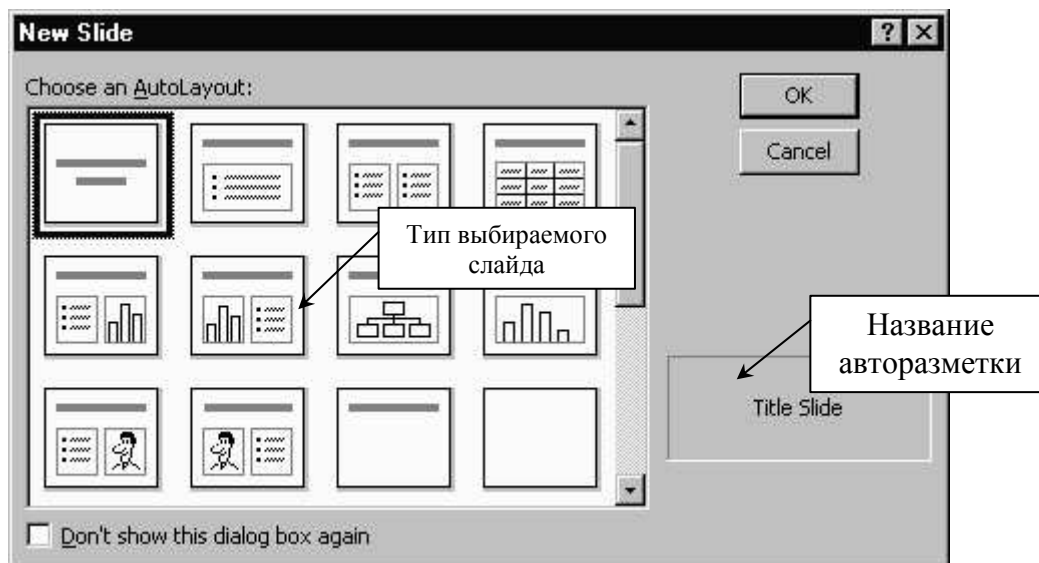 New Slide
Choose an AutoLayout:
OK
Cancel
Тип выбираемого
слайда
Название
авторазметки
Title Slide
Don't show this dialog box again